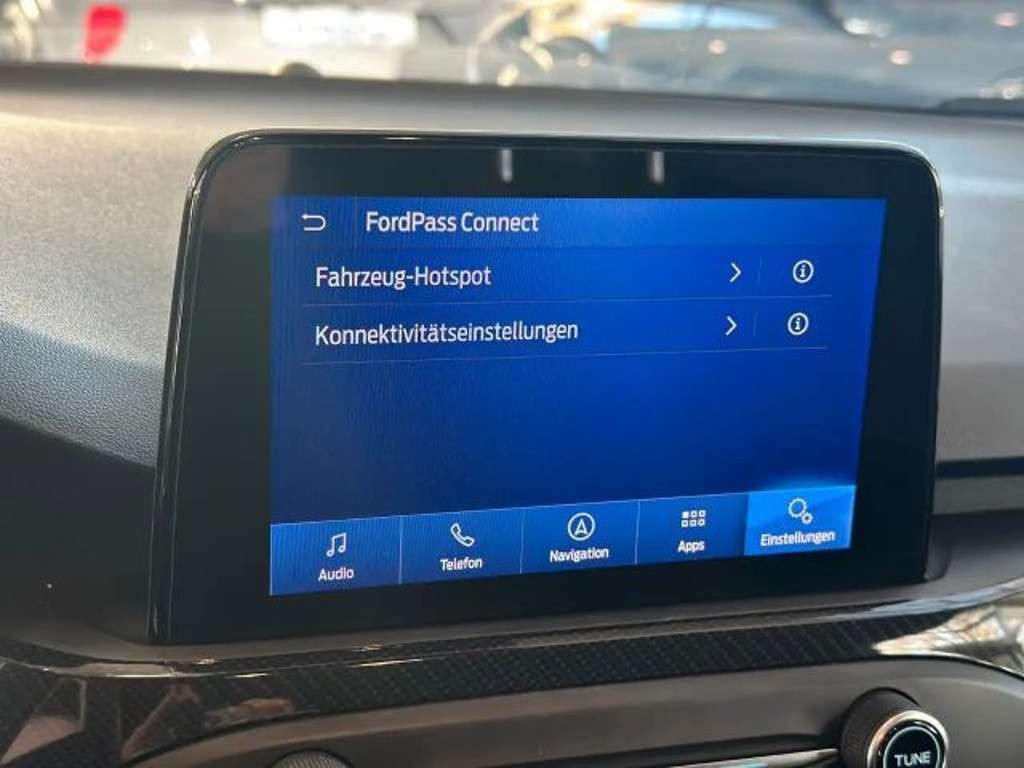 FordPass Connect
Fahrzeug-Hotspot
Konnektivitätseinstellungen
Audio
Telefon
Navigation
Apps
Einstellungen
TUNE